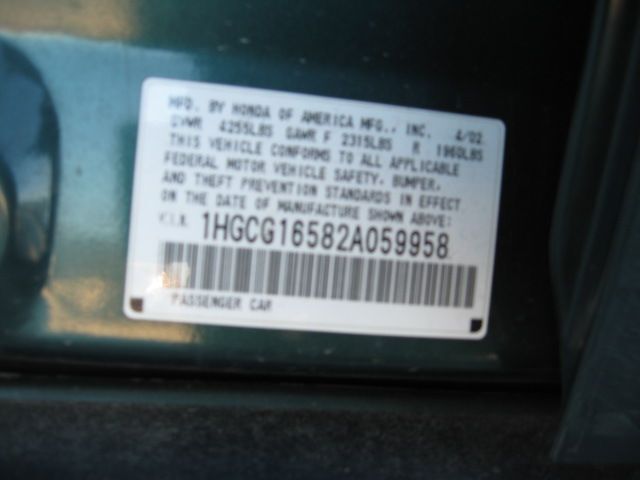 MFD. BY HONDA OF AMERICA MFG., INC. 4/02
GVWR 4255LBS GAWR F 2315LBS R 1960LBS
THIS VEHICLE CONFORMS TO ALL APPLICABLE
FEDERAL MOTOR VEHICLE SAFETY, BUMPER,
AND THEFT PREVENTION STANDARDS IN EFFECT
ON THE DATE OF MANUFACTURE SHOWN ABOVE:
V.I.N. 1HGCG16582A059958
PASSENGER CAR